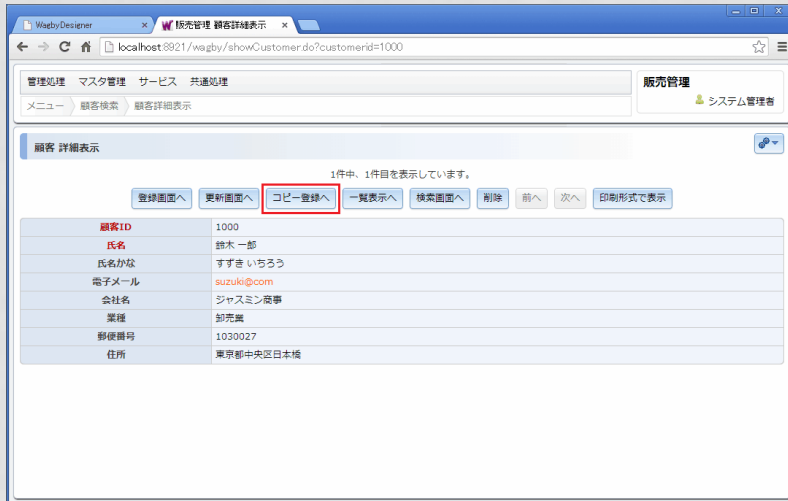 WagbyDesigner
販売管理 顧客詳細表示
localhost:8921/wagby/showCustomer.do?customerid=1000
管理処理 マスタ管理 サービス 共通処理
販売管理
メニュー 顧客検索 顧客詳細表示
システム管理者
顧客 詳細表示
1件中、1件目を表示しています。
登録画面へ 更新画面へ コピー登録へ 一覧表示へ 検索画面へ 削除 前へ 次へ 印刷形式で表示
顧客ID 1000
氏名 鈴木 一郎
氏名かな すずき いちろう
電子メール suzuki@com
会社名 ジャスミン商事
業種 卸売業
郵便番号 1030027
住所 東京都中央区日本橋